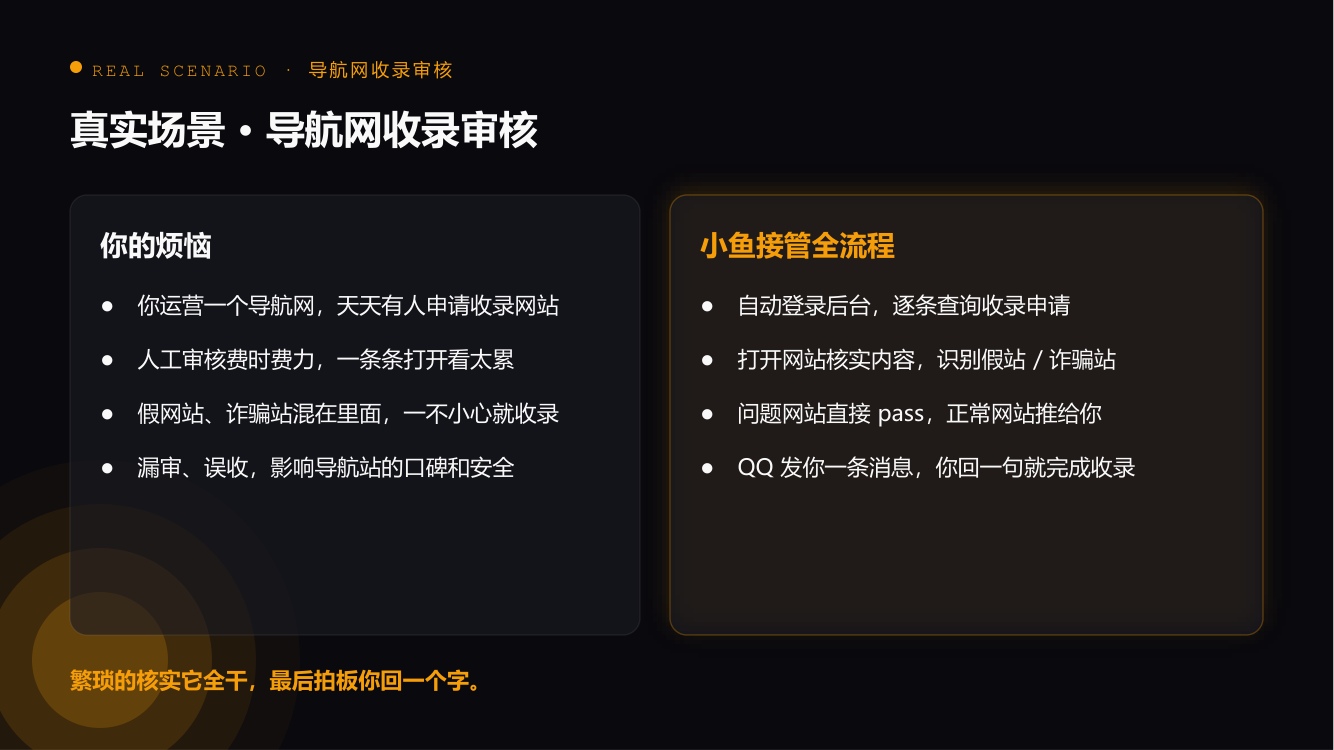 REAL SCENARIO · 导航网收录审核
真实场景 · 导航网收录审核
你的烦恼
● 你运营一个导航网，天天有人申请收录网站
● 人工审核费时费力，一条条打开看太累
● 假网站、诈骗站混在里面，一不小心就收录
● 漏审、误收，影响导航站的口碑和安全
小鱼接管全流程
● 自动登录后台，逐条查询收录申请
● 打开网站核实内容，识别假站 / 诈骗站
● 问题网站直接 pass，正常网站推给你
● QQ 发你一条消息，你回一句就完成收录
繁琐的核实它全干，最后拍板你回一个字。